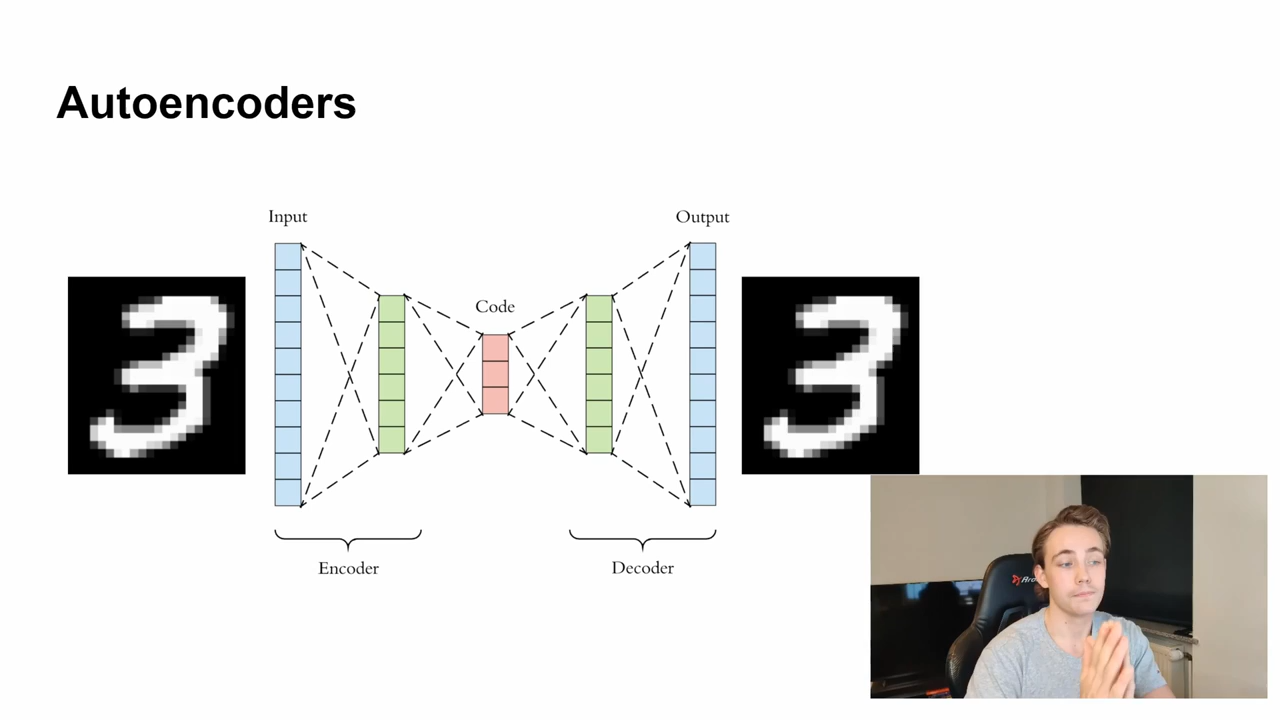 Autoencoders
Input
Output
Code
Encoder
Decoder